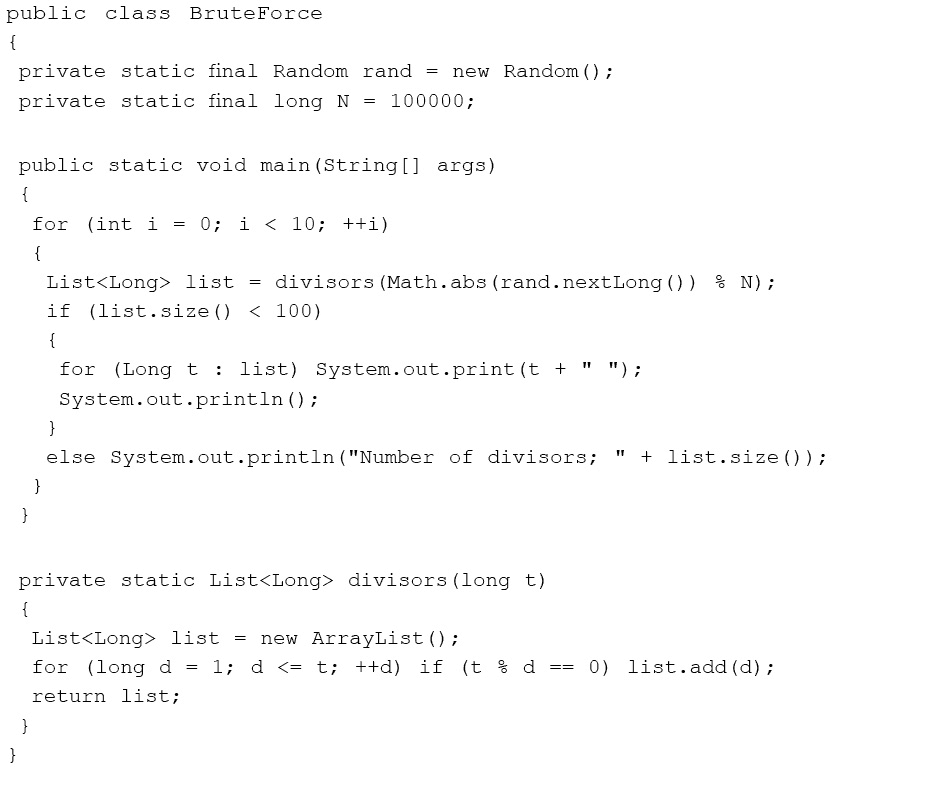 public class BruteForce
{
 private static final Random rand = new Random();
 private static final long N = 100000;

 public static void main(String[] args)
 {
  for (int i = 0; i < 10; ++i)
  {
   List<Long> list = divisors(Math.abs(rand.nextLong()) % N);
   if (list.size() < 100)
   {
    for (Long t : list) System.out.print(t + " ");
    System.out.println();
   }
   else System.out.println("Number of divisors; " + list.size());
  }
 }

 private static List<Long> divisors(long t)
 {
  List<Long> list = new ArrayList();
  for (long d = 1; d <= t; ++d) if (t % d == 0) list.add(d);
  return list;
 }
}